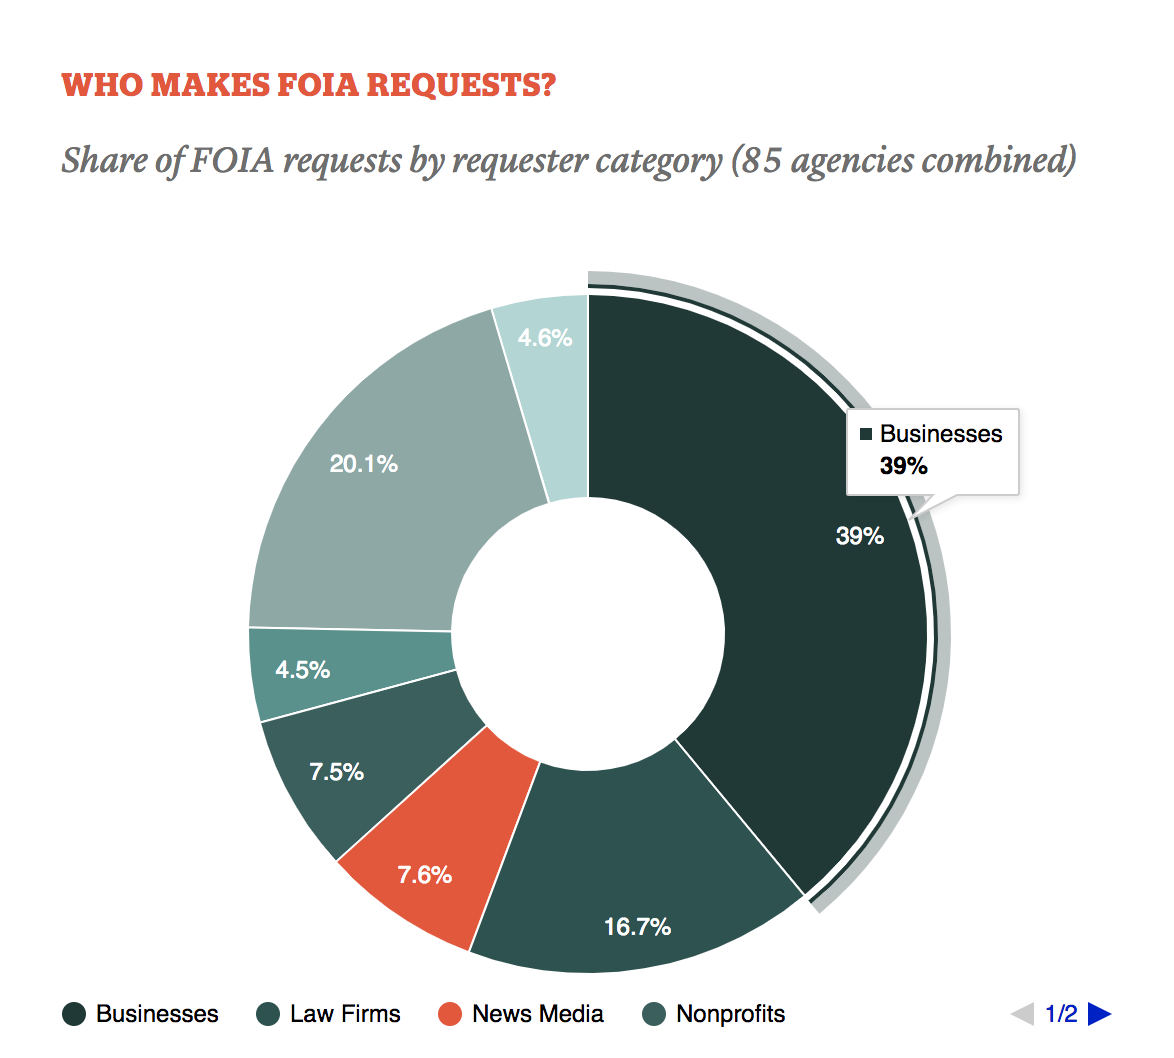 WHO MAKES FOIA REQUESTS?
Share of FOIA requests by requester category (85 agencies combined)
4.6%
Businesses
39%
20.1%
39%
4.5%
7.5%
7.6%
16.7%
Businesses Law Firms News Media Nonprofits 1/2